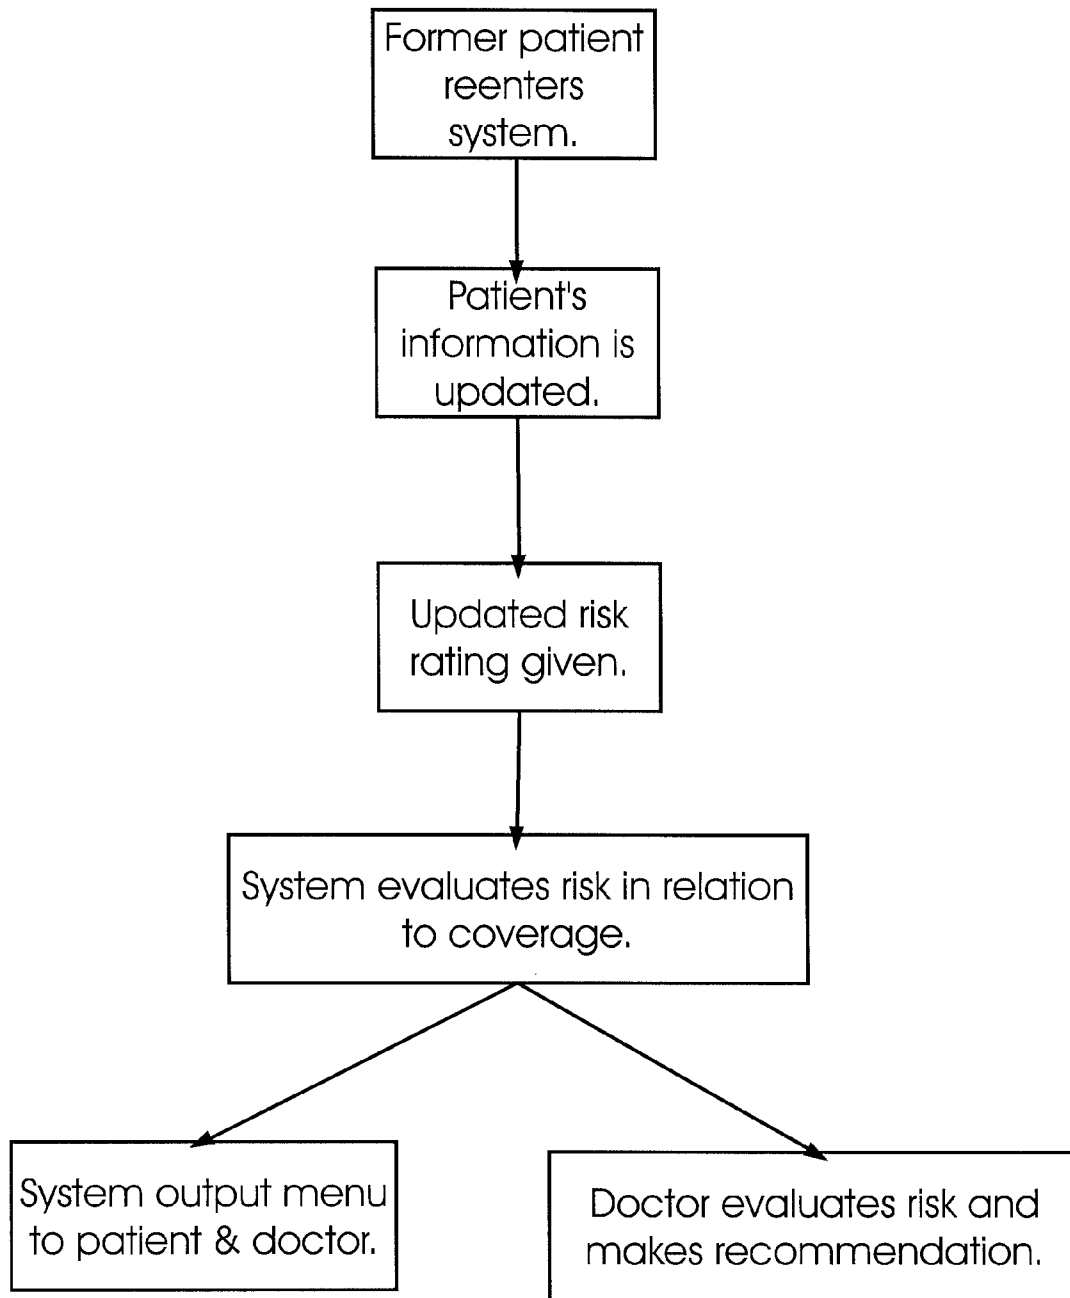 Former patient
reenters
system.
Patient's
information is
updated.
Updated risk
rating given.
System evaluates risk in relation
to coverage.
System output menu
to patient & doctor.
Doctor evaluates risk and
makes recommendation.